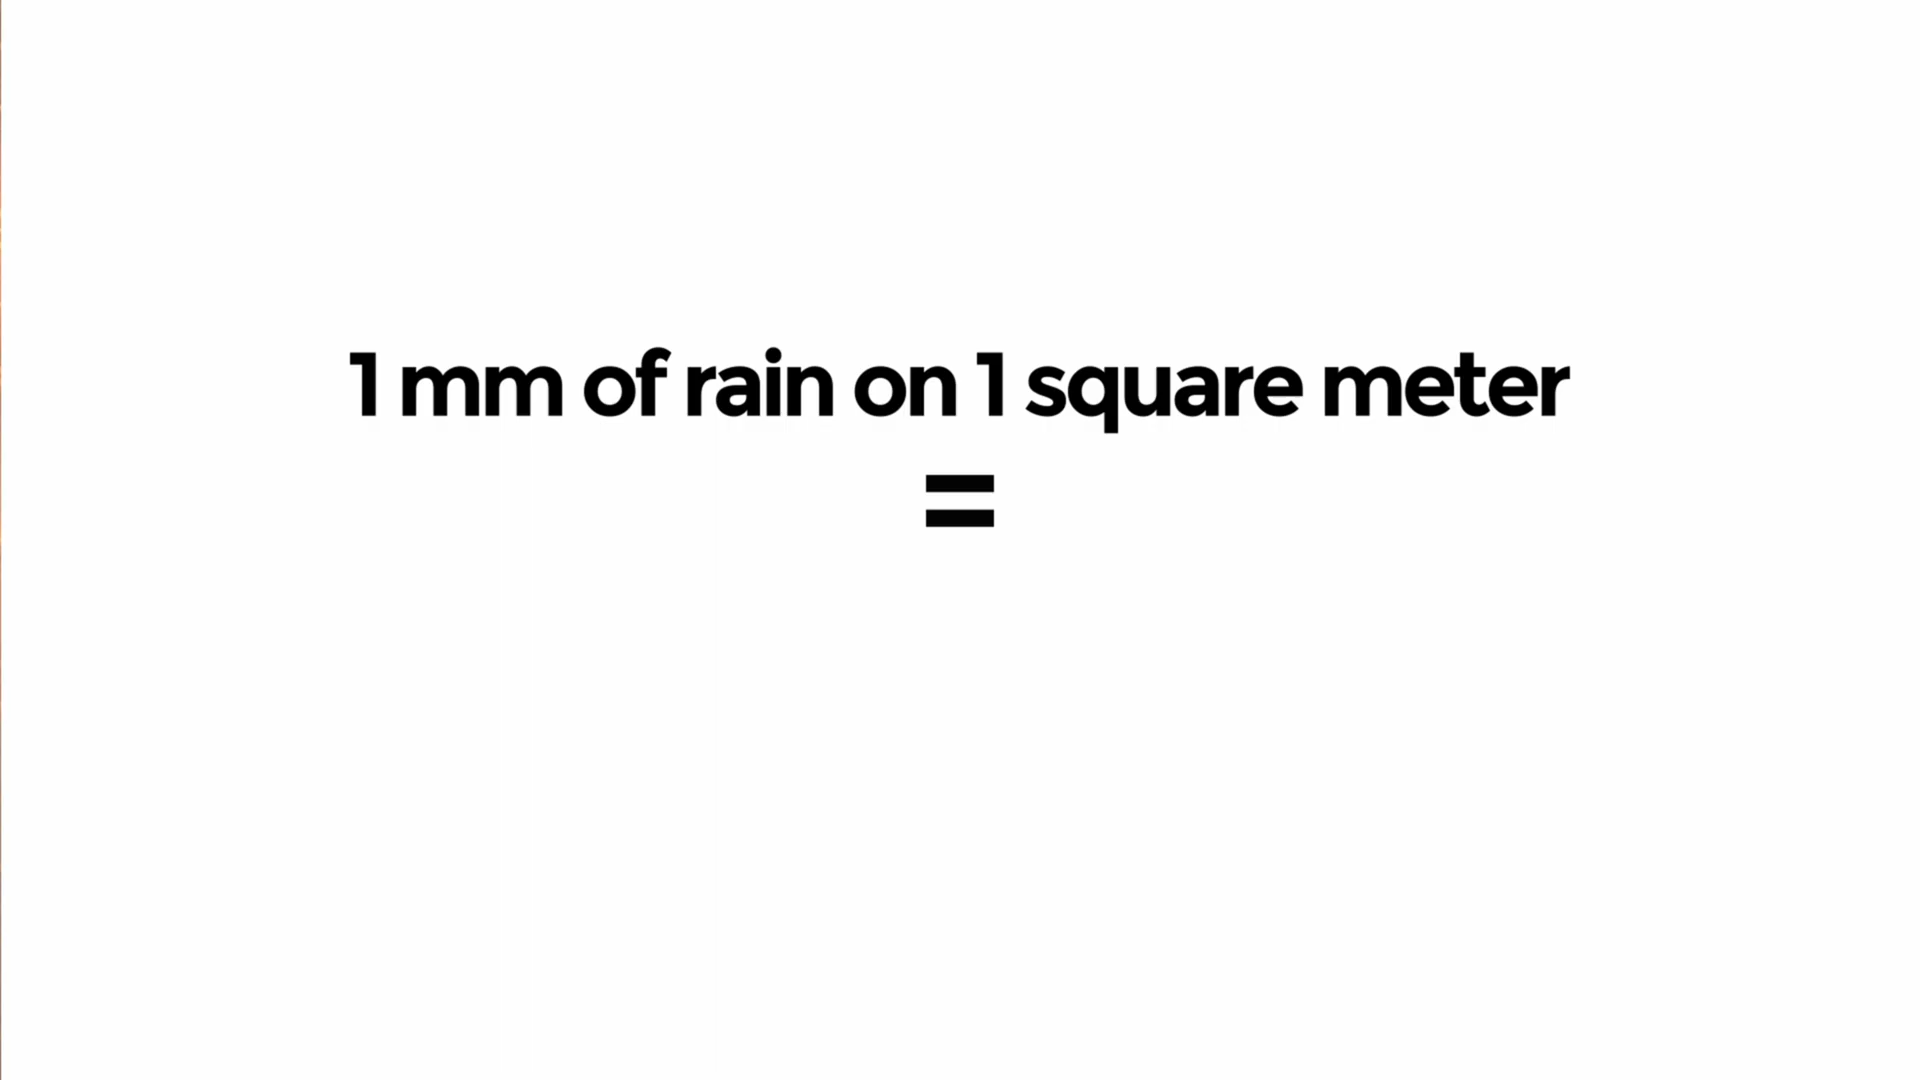 1 mm of rain on 1 square meter
=